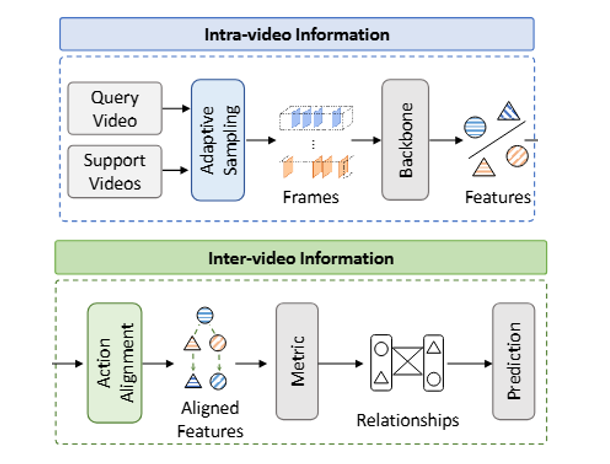 Intra-video Information
Query
Video
Support
Videos
Adaptive
Sampling
Frames
Backbone
Features
Inter-video Information
Action
Alignment
Aligned
Features
Metric
Relationships
Prediction